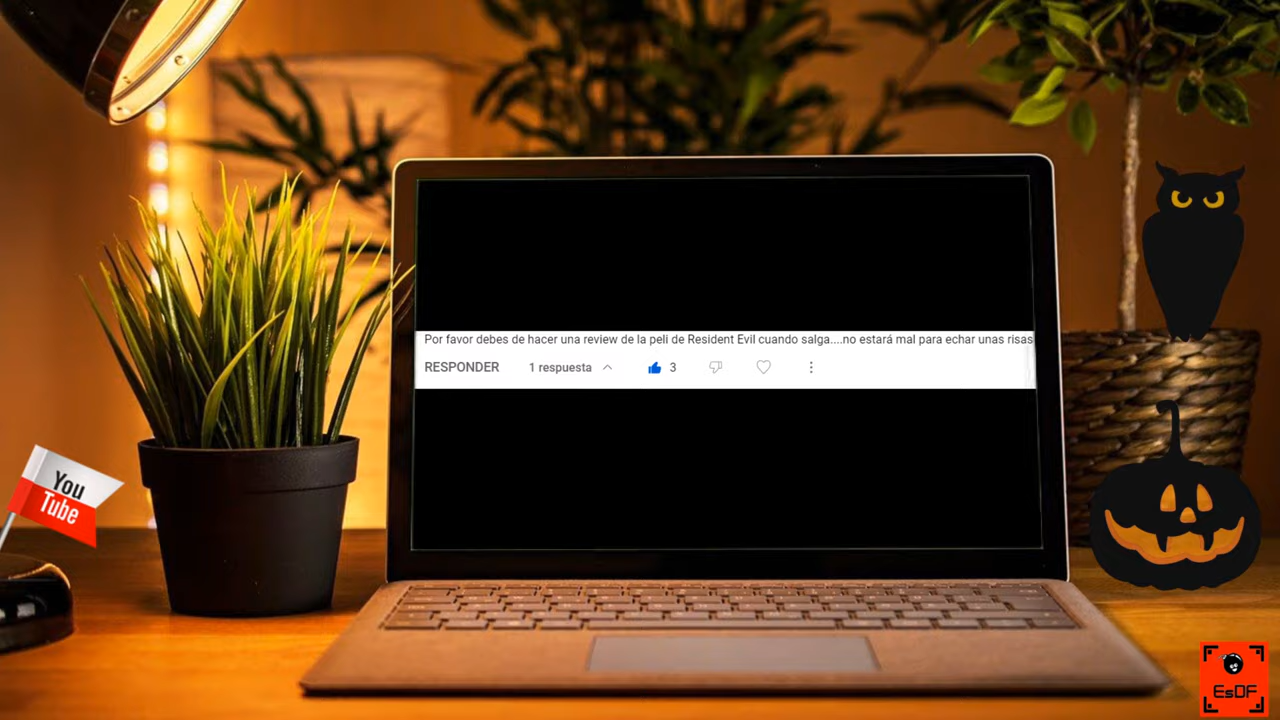 Por favor debes de hacer una review de la peli de Resident Evil cuando salga....no estará mal para echar unas risas
RESPONDER 1 respuesta 3
You
Tube
EsDF